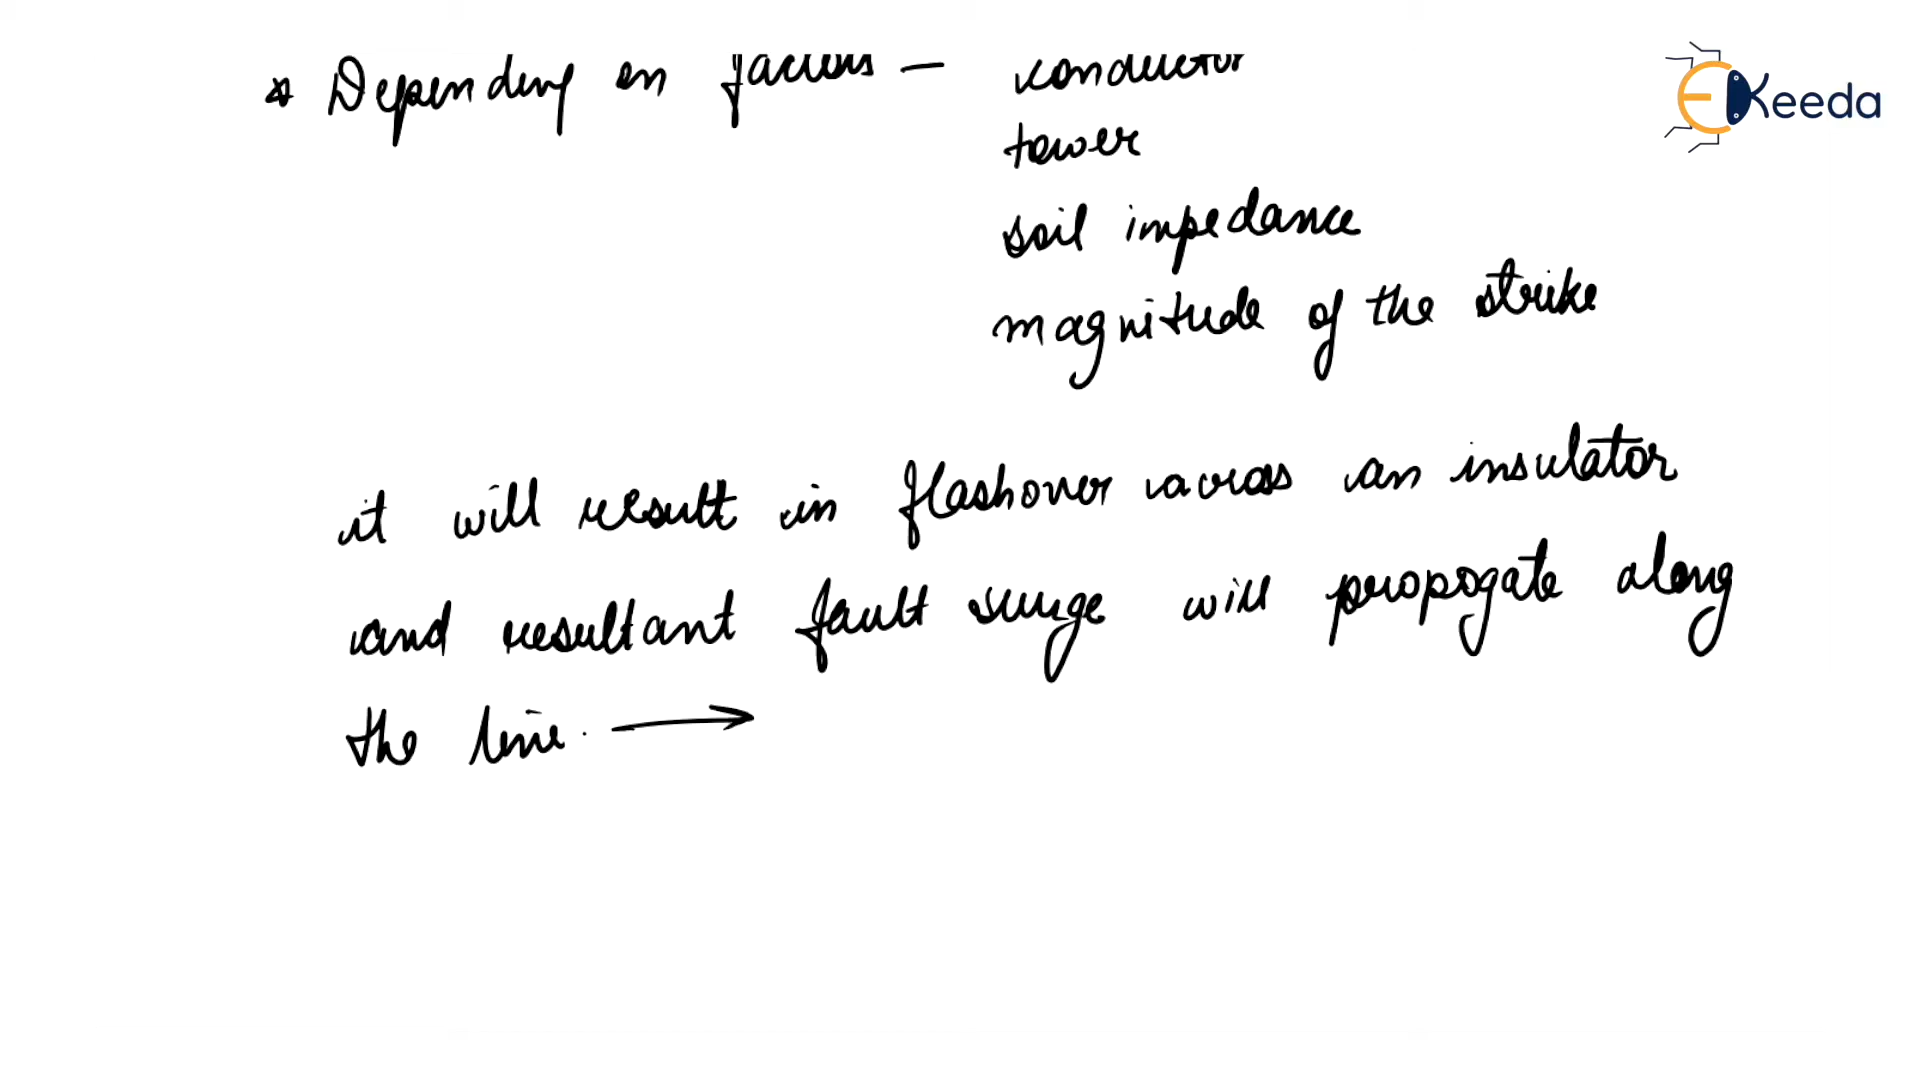 * Depending on factors — conductor
tower
soil impedance
magnitude of the strike
it will result in flashover across an insulator
and resultant fault surge will propogate along
the line. →
EKeeda